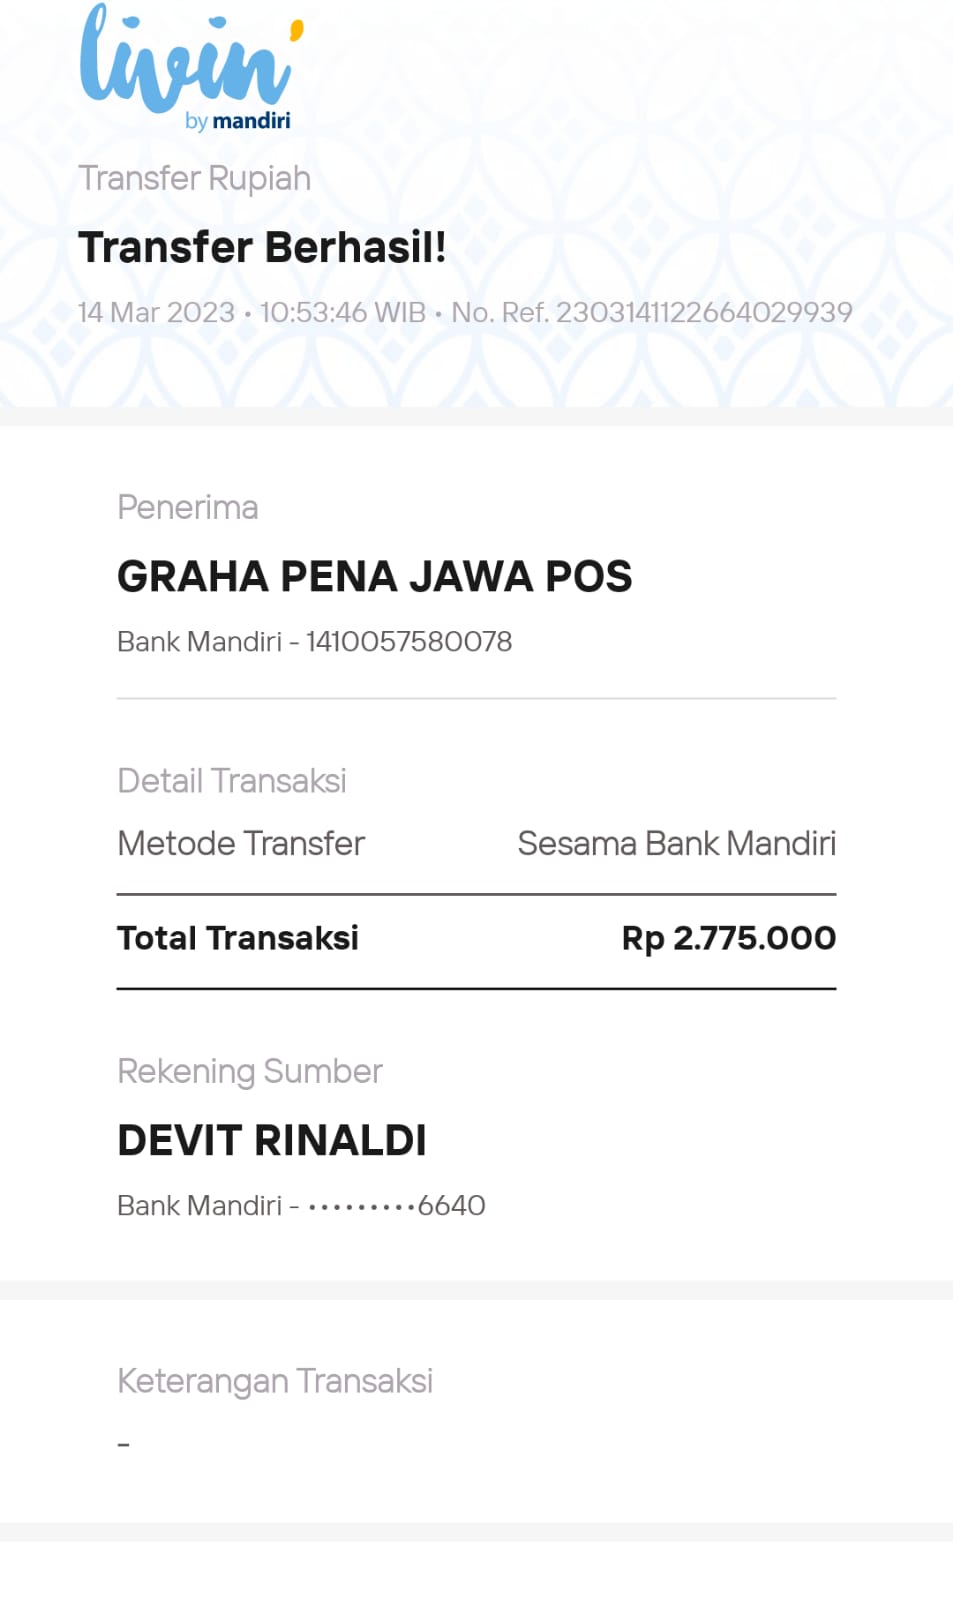 livin'
by mandiri
Transfer Rupiah
Transfer Berhasil!
14 Mar 2023 • 10:53:46 WIB • No. Ref. 2303141122664029939
Penerima
GRAHA PENA JAWA POS
Bank Mandiri - 1410057580078
Detail Transaksi
Metode Transfer Sesama Bank Mandiri
Total Transaksi Rp 2.775.000
Rekening Sumber
DEVIT RINALDI
Bank Mandiri - •••••••••6640
Keterangan Transaksi
-